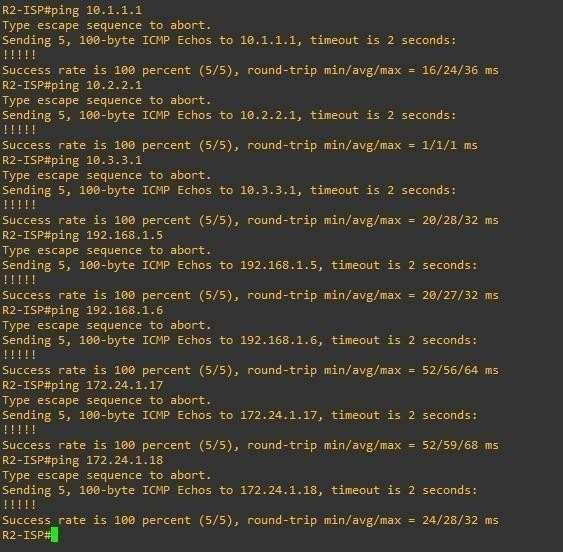 R2-ISP#ping 10.1.1.1
Type escape sequence to abort.
Sending 5, 100-byte ICMP Echos to 10.1.1.1, timeout is 2 seconds:
!!!!!
Success rate is 100 percent (5/5), round-trip min/avg/max = 16/24/36 ms
R2-ISP#ping 10.2.2.1
Type escape sequence to abort.
Sending 5, 100-byte ICMP Echos to 10.2.2.1, timeout is 2 seconds:
!!!!!
Success rate is 100 percent (5/5), round-trip min/avg/max = 1/1/1 ms
R2-ISP#ping 10.3.3.1
Type escape sequence to abort.
Sending 5, 100-byte ICMP Echos to 10.3.3.1, timeout is 2 seconds:
!!!!!
Success rate is 100 percent (5/5), round-trip min/avg/max = 20/28/32 ms
R2-ISP#ping 192.168.1.5
Type escape sequence to abort.
Sending 5, 100-byte ICMP Echos to 192.168.1.5, timeout is 2 seconds:
!!!!!
Success rate is 100 percent (5/5), round-trip min/avg/max = 20/27/32 ms
R2-ISP#ping 192.168.1.6
Type escape sequence to abort.
Sending 5, 100-byte ICMP Echos to 192.168.1.6, timeout is 2 seconds:
!!!!!
Success rate is 100 percent (5/5), round-trip min/avg/max = 52/56/64 ms
R2-ISP#ping 172.24.1.17
Type escape sequence to abort.
Sending 5, 100-byte ICMP Echos to 172.24.1.17, timeout is 2 seconds:
!!!!!
Success rate is 100 percent (5/5), round-trip min/avg/max = 52/59/68 ms
R2-ISP#ping 172.24.1.18
Type escape sequence to abort.
Sending 5, 100-byte ICMP Echos to 172.24.1.18, timeout is 2 seconds:
!!!!!
Success rate is 100 percent (5/5), round-trip min/avg/max = 24/28/32 ms
R2-ISP#